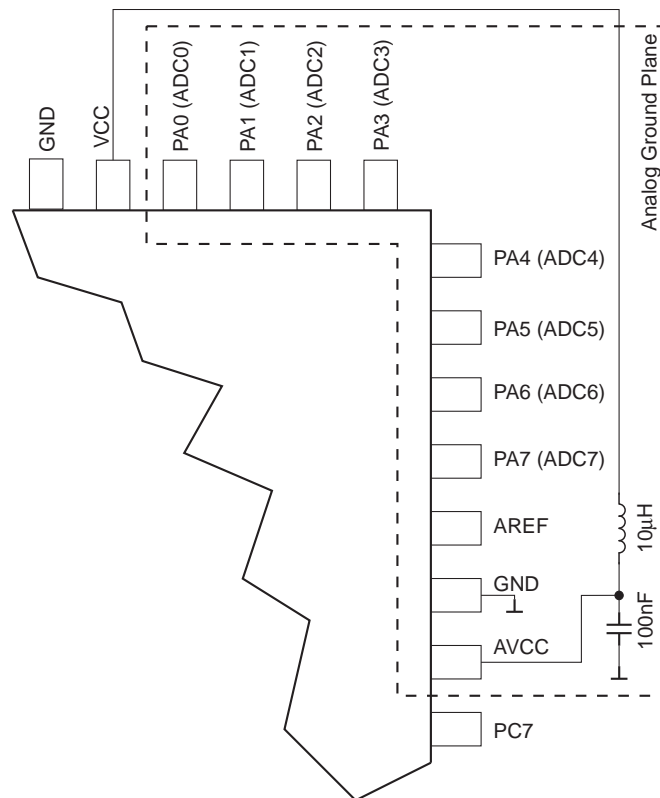 GND
VCC
PA0 (ADC0)
PA1 (ADC1)
PA2 (ADC2)
PA3 (ADC3)
Analog Ground Plane
PA4 (ADC4)
PA5 (ADC5)
PA6 (ADC6)
PA7 (ADC7)
AREF
10μH
GND
AVCC
100nF
PC7